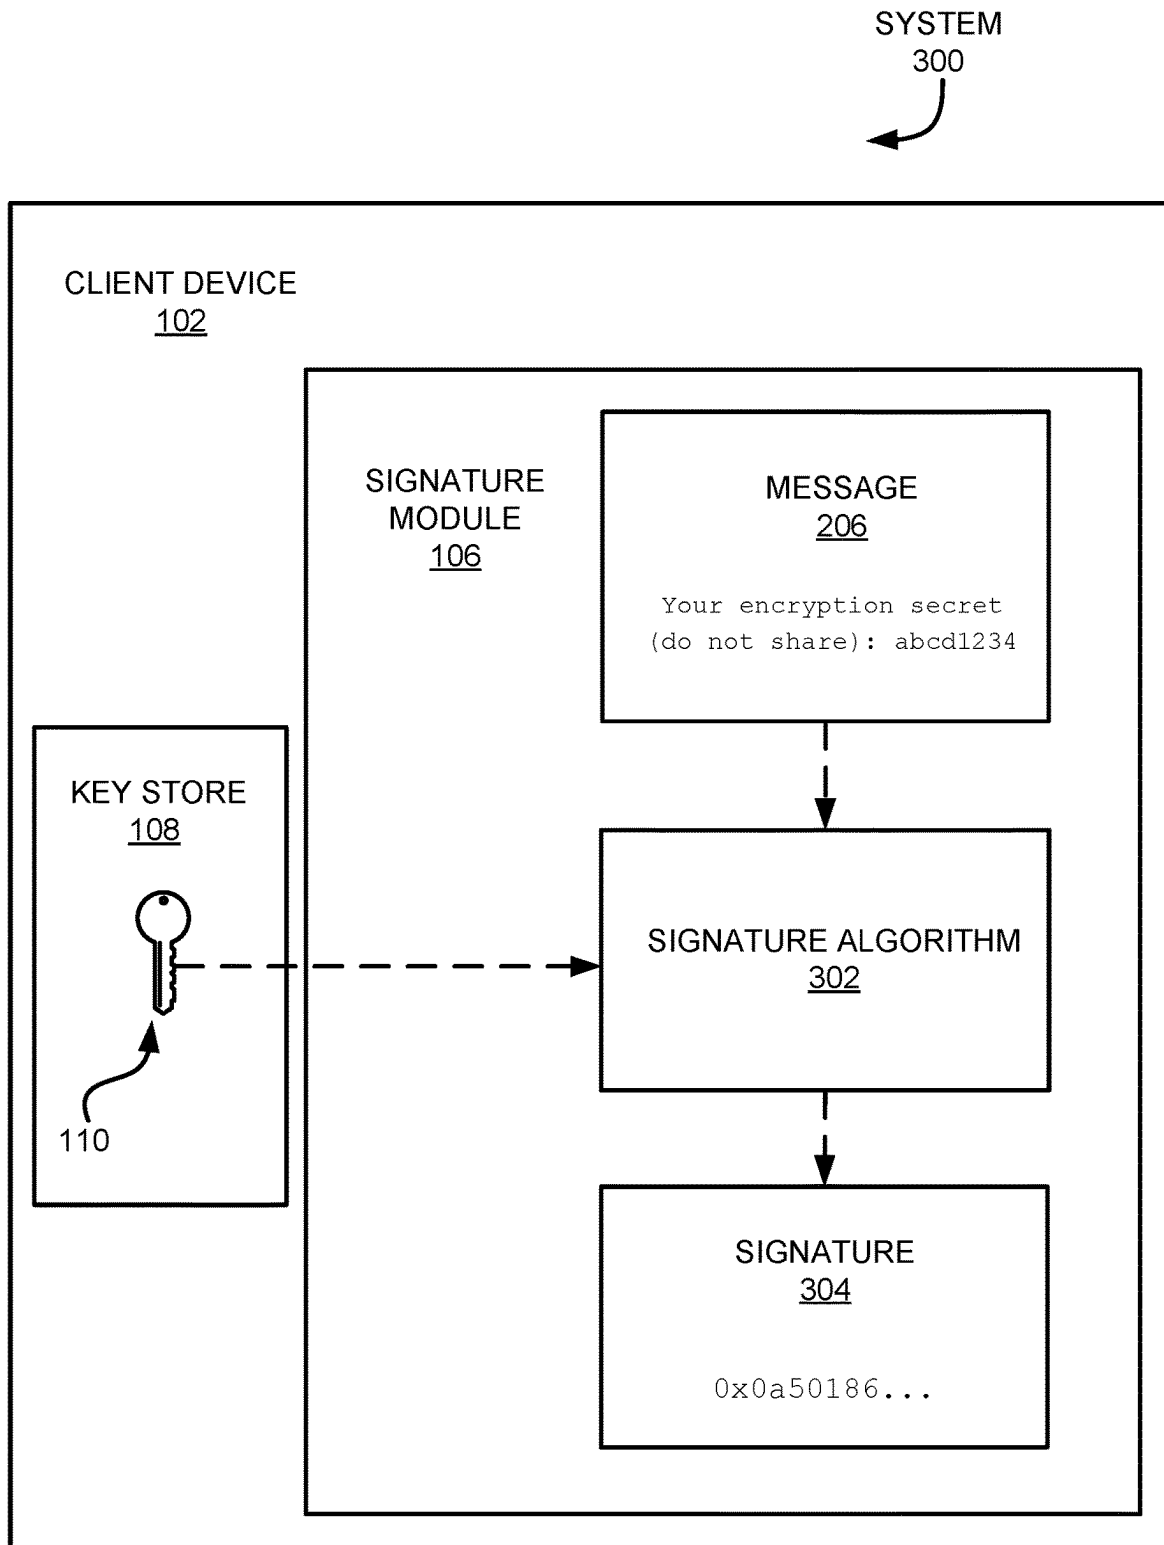 SYSTEM
300
CLIENT DEVICE
102
SIGNATURE
MODULE
106
MESSAGE
206
Your encryption secret
(do not share): abcd1234
KEY STORE
108
110
SIGNATURE ALGORITHM
302
SIGNATURE
304
0x0a50186...